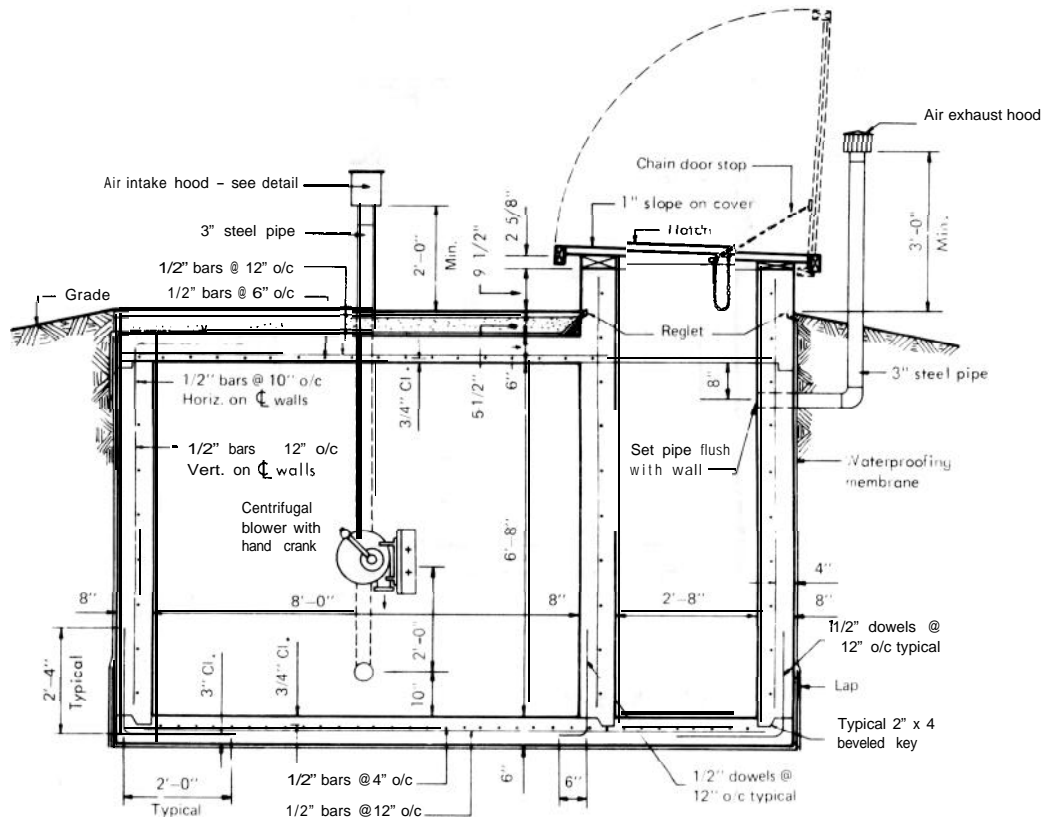 Air exhaust hood
Chain door stop
Air intake hood – see detail
1" slope on cover
Hatch
3" steel pipe
2'-0"
Min.
2 5/8"
9 1/2"
3'-0"
Min.
1/2" bars @ 12" o/c
1/2" bars @ 6" o/c
Grade
Reglet
1/2" bars @ 10" o/c
Horiz. on ℄ walls
3/4" Cl.
5-1/2"
6"
8"
3" steel pipe
1/2" bars 12" o/c
Vert. on ℄ walls
Set pipe flush
with wall
Waterproofing
membrane
Centrifugal
blower with
hand crank
6'-8"
4"
8"
8'-0"
8"
2'-8"
8"
1/2" dowels @
12" o/c typical
2'-4"
Typical
3" Cl.
3/4" Cl.
2'-0"
10"
Lap
Typical 2" x 4
beveled key
2'-0"
Typical
1/2" bars @4" o/c
1/2" bars @12" o/c
6"
6"
1/2" dowels @
12" o/c typical